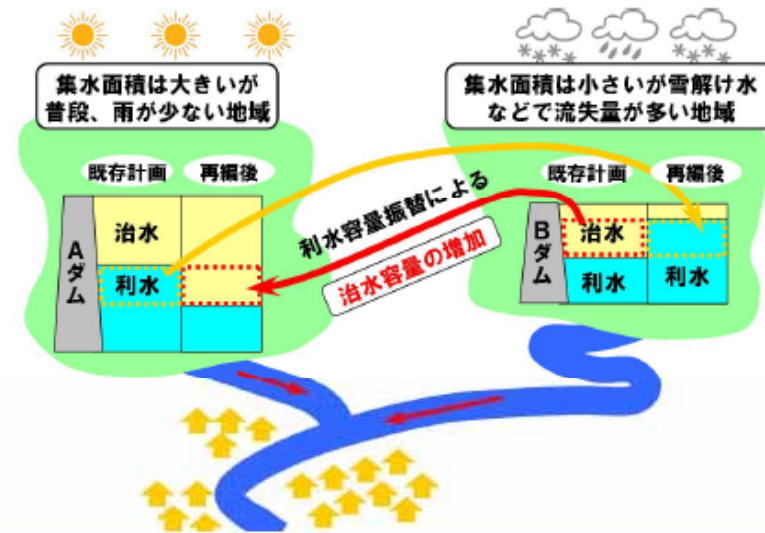 集水面積は大きいが
普段、雨が少ない地域
集水面積は小さいが雪解け水
などで流失量が多い地域
既存計画
再編後
Aダム
治水
利水
利水容量振替による
治水容量の増加
既存計画
再編後
Bダム
治水
利水
利水